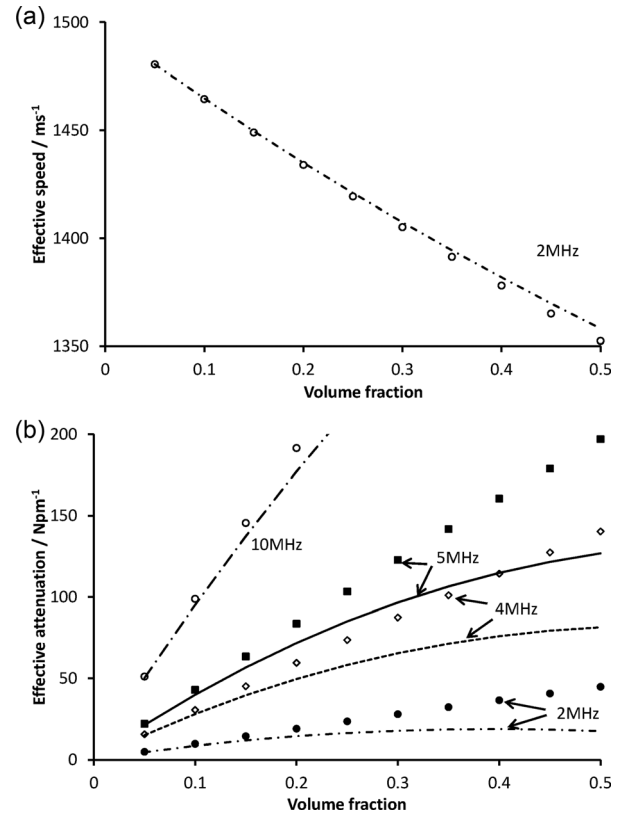 (a)
1500
1450
1400
1350
Effective speed / ms-1
2MHz
0 0.1 0.2 0.3 0.4 0.5
Volume fraction
(b)
200
150
100
50
0
Effective attenuation / Npm-1
10MHz
5MHz
4MHz
2MHz
0 0.1 0.2 0.3 0.4 0.5
Volume fraction